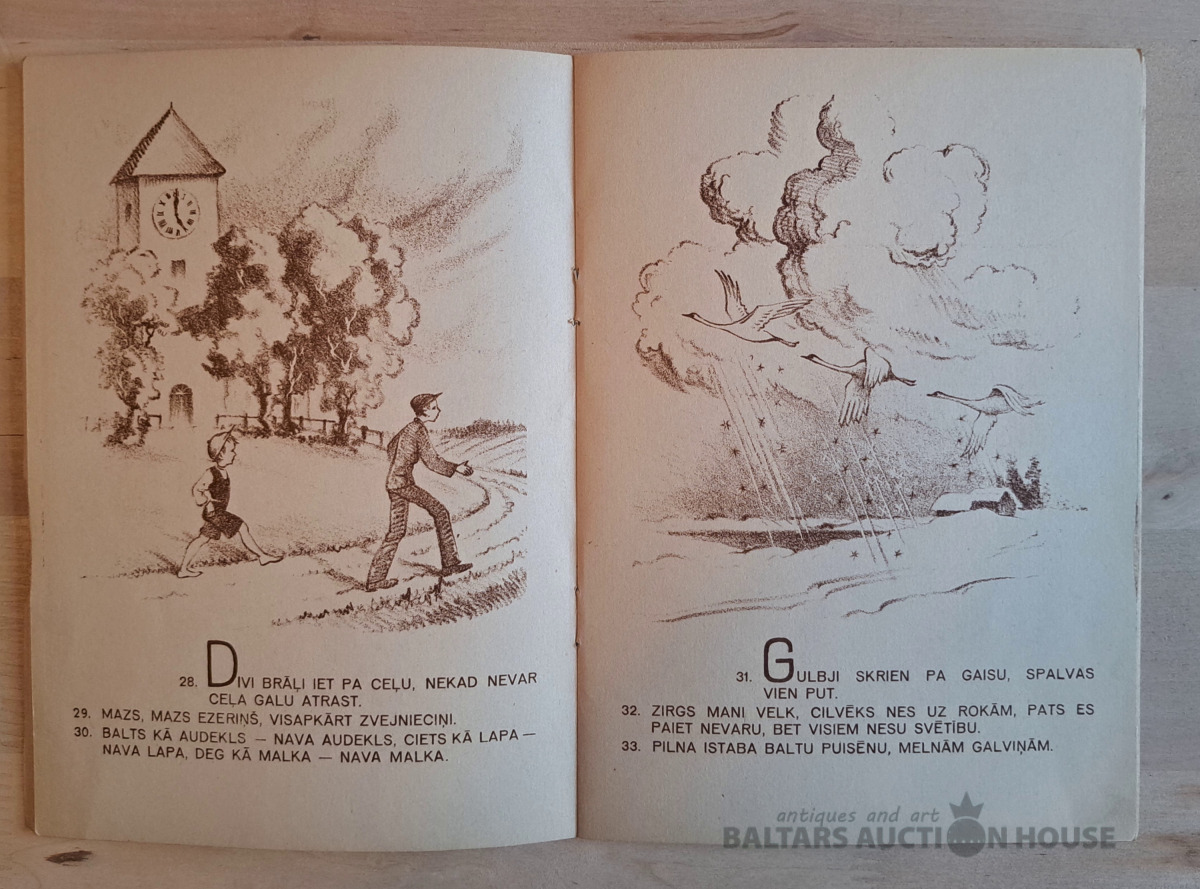 28. DIVI BRĀĻI IET PA CEĻU, NEKAD NEVAR
CEĻA GALU ATRAST.
29. MAZS, MAZS EZERIŅŠ, VISAPKĀRT ZVEJNIECIŅI.
30. BALTS KĀ AUDEKLS — NAVA AUDEKLS, CIETS KĀ LAPA —
NAVA LAPA, DEG KĀ MALKA — NAVA MALKA.
31. GULBJI SKRIEN PA GAISU, SPALVAS
VIEN PUT.
32. ZIRGS MANI VELK, CILVĒKS NES UZ ROKĀM, PATS ES
PAIET NEVARU, BET VISIEM NESU SVĒTĪBU.
33. PILNA ISTABA BALTU PUISĒNU, MELNĀM GALVIŅĀM.
antiques and art
BALTARS AUCTION HOUSE